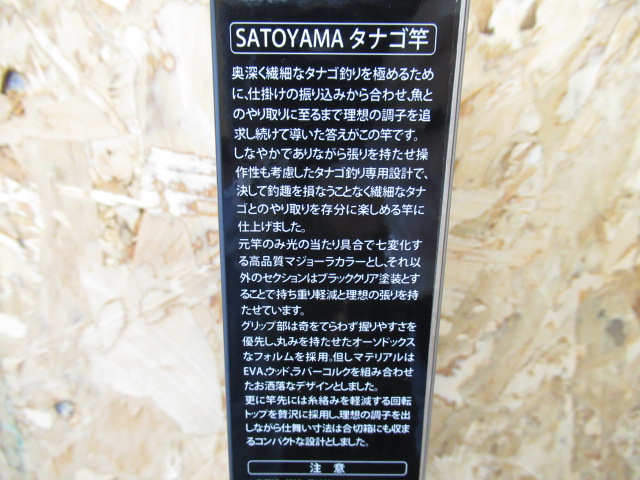 SATOYAMA タナゴ竿
奥深く繊細なタナゴ釣りを極めるため
に、仕掛けの振り込みから合わせ、魚と
のやり取りに至るまで理想の調子を追
求し続けて導いた答えがこの竿です。
しなやかでありながら張りを持たせ操
作性も考慮したタナゴ釣り専用設計で、
決して釣趣を損なうことなく繊細なタナ
ゴとのやり取りを存分に楽しめる竿に
仕上げました。
元竿のみ光の当たり具合で七変化す
る高品質マジョーラカラーとし、それ以
外のセクションはブラッククリア塗装とす
ることで持ち重り軽減と理想の張りを持
たせています。
グリップ部は奇をてらわず握りやすさを
優先し、丸みを持たせたオーソドックス
なフォルムを採用。但しマテリアルは
EVA、ウッド、ラバーコルクを組み合わせ
たお洒落なデザインとしました。
更に竿先には糸絡みを軽減する回転
トップを贅沢に採用し、理想の調子を出
しながら仕舞い寸法は合切箱にも収ま
るコンパクトな設計としました。
注 意